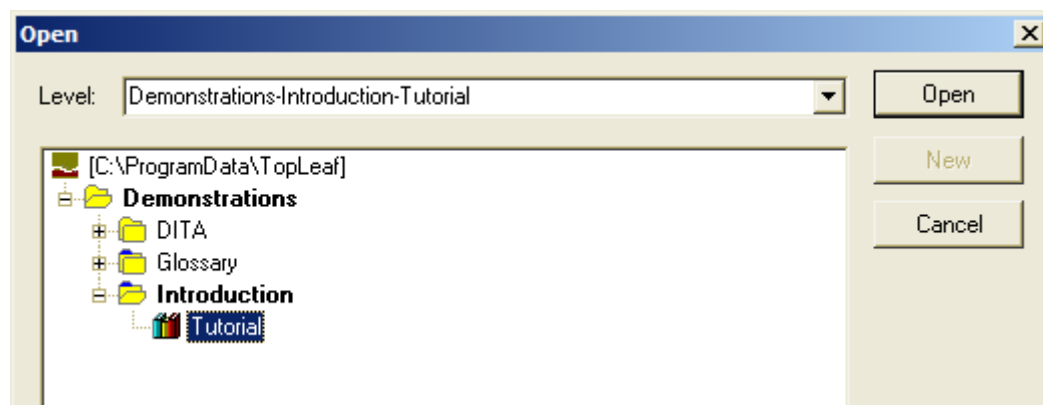 Open
Level: Demonstrations-Introduction-Tutorial
Open
[C:\ProgramData\TopLeaf]
New
Demonstrations
DITA
Cancel
Glossary
Introduction
Tutorial